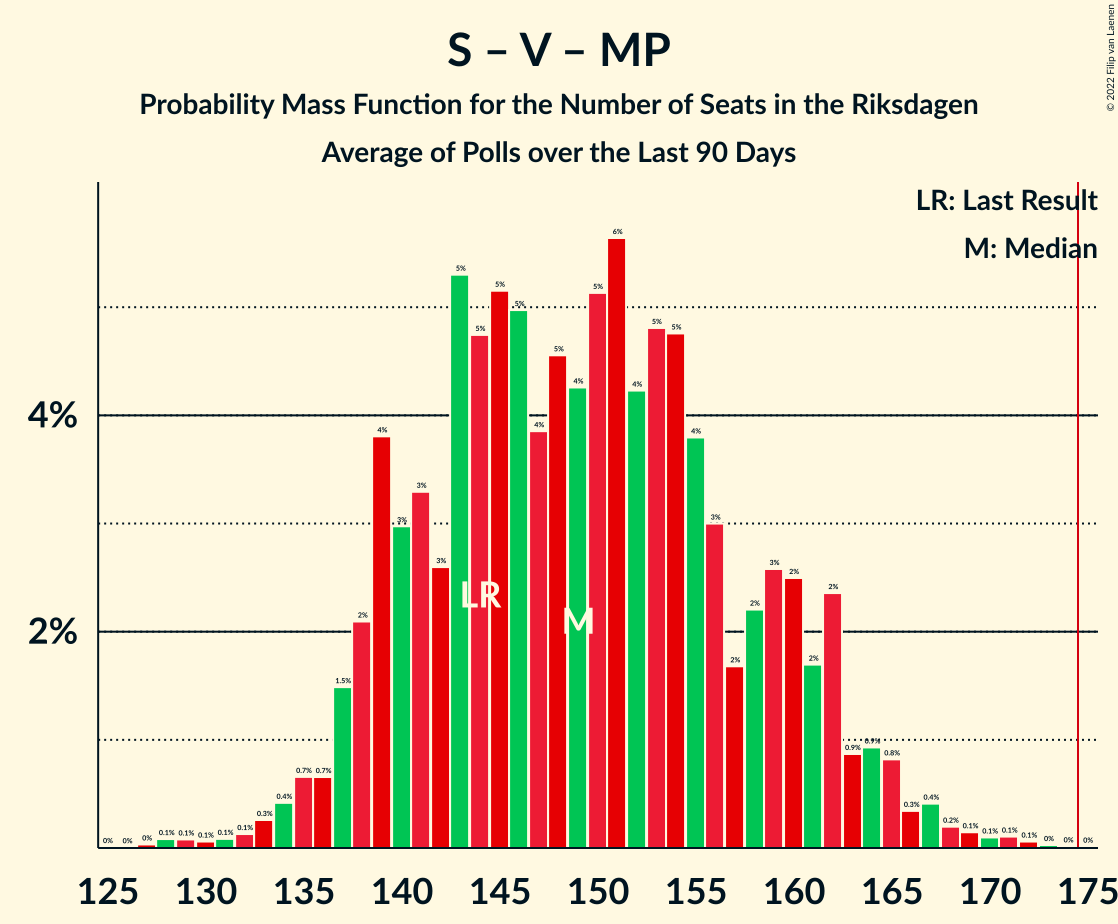 S – V – MP
Probability Mass Function for the Number of Seats in the Riksdagen
Average of Polls over the Last 90 Days
© 2022 Filip van Laenen
LR: Last Result
M: Median
4%
2%
0% 0% 0% 0.1% 0.1% 0.1% 0.1% 0.1% 0.3% 0.4% 0.7% 0.7% 1.5% 2% 4% 3% 3% 3% 5% 5% 5% 5% 4% 5% 4% 5% 6% 4% 5% 5% 4% 3% 2% 2% 3% 2% 2% 2% 0.9% 0.9% 0.8% 0.3% 0.4% 0.2% 0.1% 0.1% 0.1% 0.1% 0% 0% 0%
LR
M
125 130 135 140 145 150 155 160 165 170 175